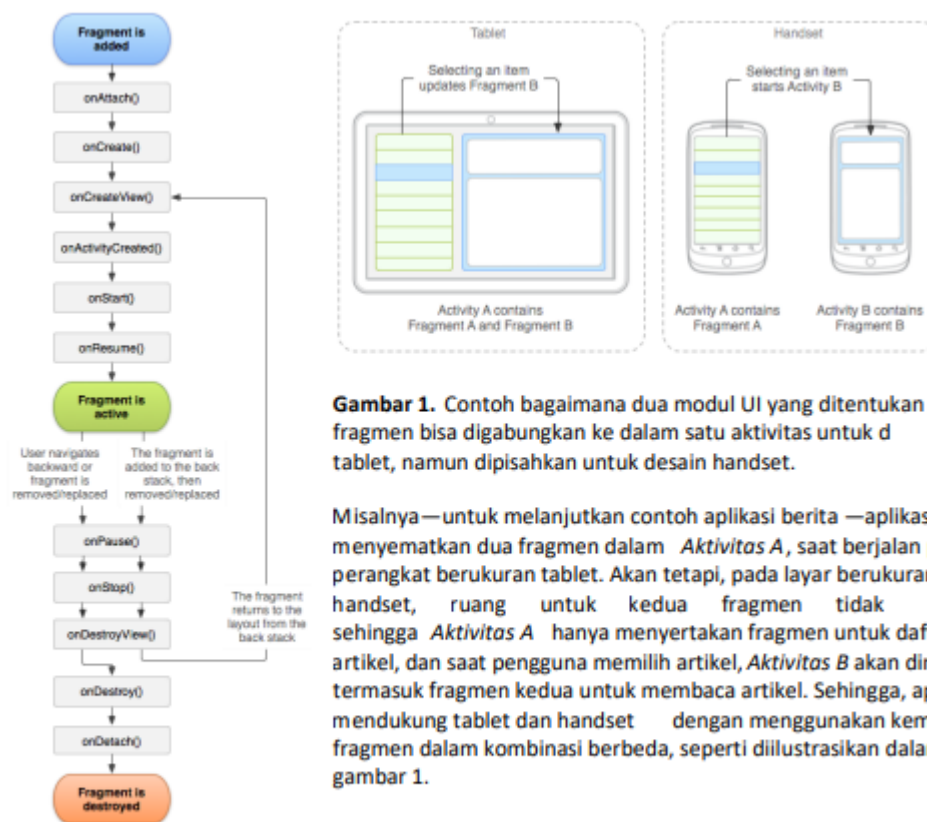 Fragment is
added
onAttach()
onCreate()
onCreateView()
onActivityCreated()
onStart()
onResume()
Fragment is
active
User navigates
backward or
fragment is
removed/replaced
The fragment is
added to the back
stack, then
removed/replaced
onPause()
onStop()
onDestroyView()
The fragment
returns to the
layout from the
back stack
onDestroy()
onDetach()
Fragment is
destroyed
Tablet
Selecting an item
updates Fragment B
Activity A contains
Fragment A and Fragment B
Handset
Selecting an item
starts Activity B
Activity A contains
Fragment A
Activity B contains
Fragment B
Gambar 1. Contoh bagaimana dua modul UI yang ditentukan
fragmen bisa digabungkan ke dalam satu aktivitas untuk d
tablet, namun dipisahkan untuk desain handset.
Misalnya—untuk melanjutkan contoh aplikasi berita —aplikas
menyematkan dua fragmen dalam Aktivitas A, saat berjalan
perangkat berukuran tablet. Akan tetapi, pada layar berukuran
handset, ruang untuk kedua fragmen tidak
sehingga Aktivitas A hanya menyertakan fragmen untuk daf
artikel, dan saat pengguna memilih artikel, Aktivitas B akan dim
termasuk fragmen kedua untuk membaca artikel. Sehingga, ap
mendukung tablet dan handset dengan menggunakan kem
fragmen dalam kombinasi berbeda, seperti diilustrasikan dalam
gambar 1.